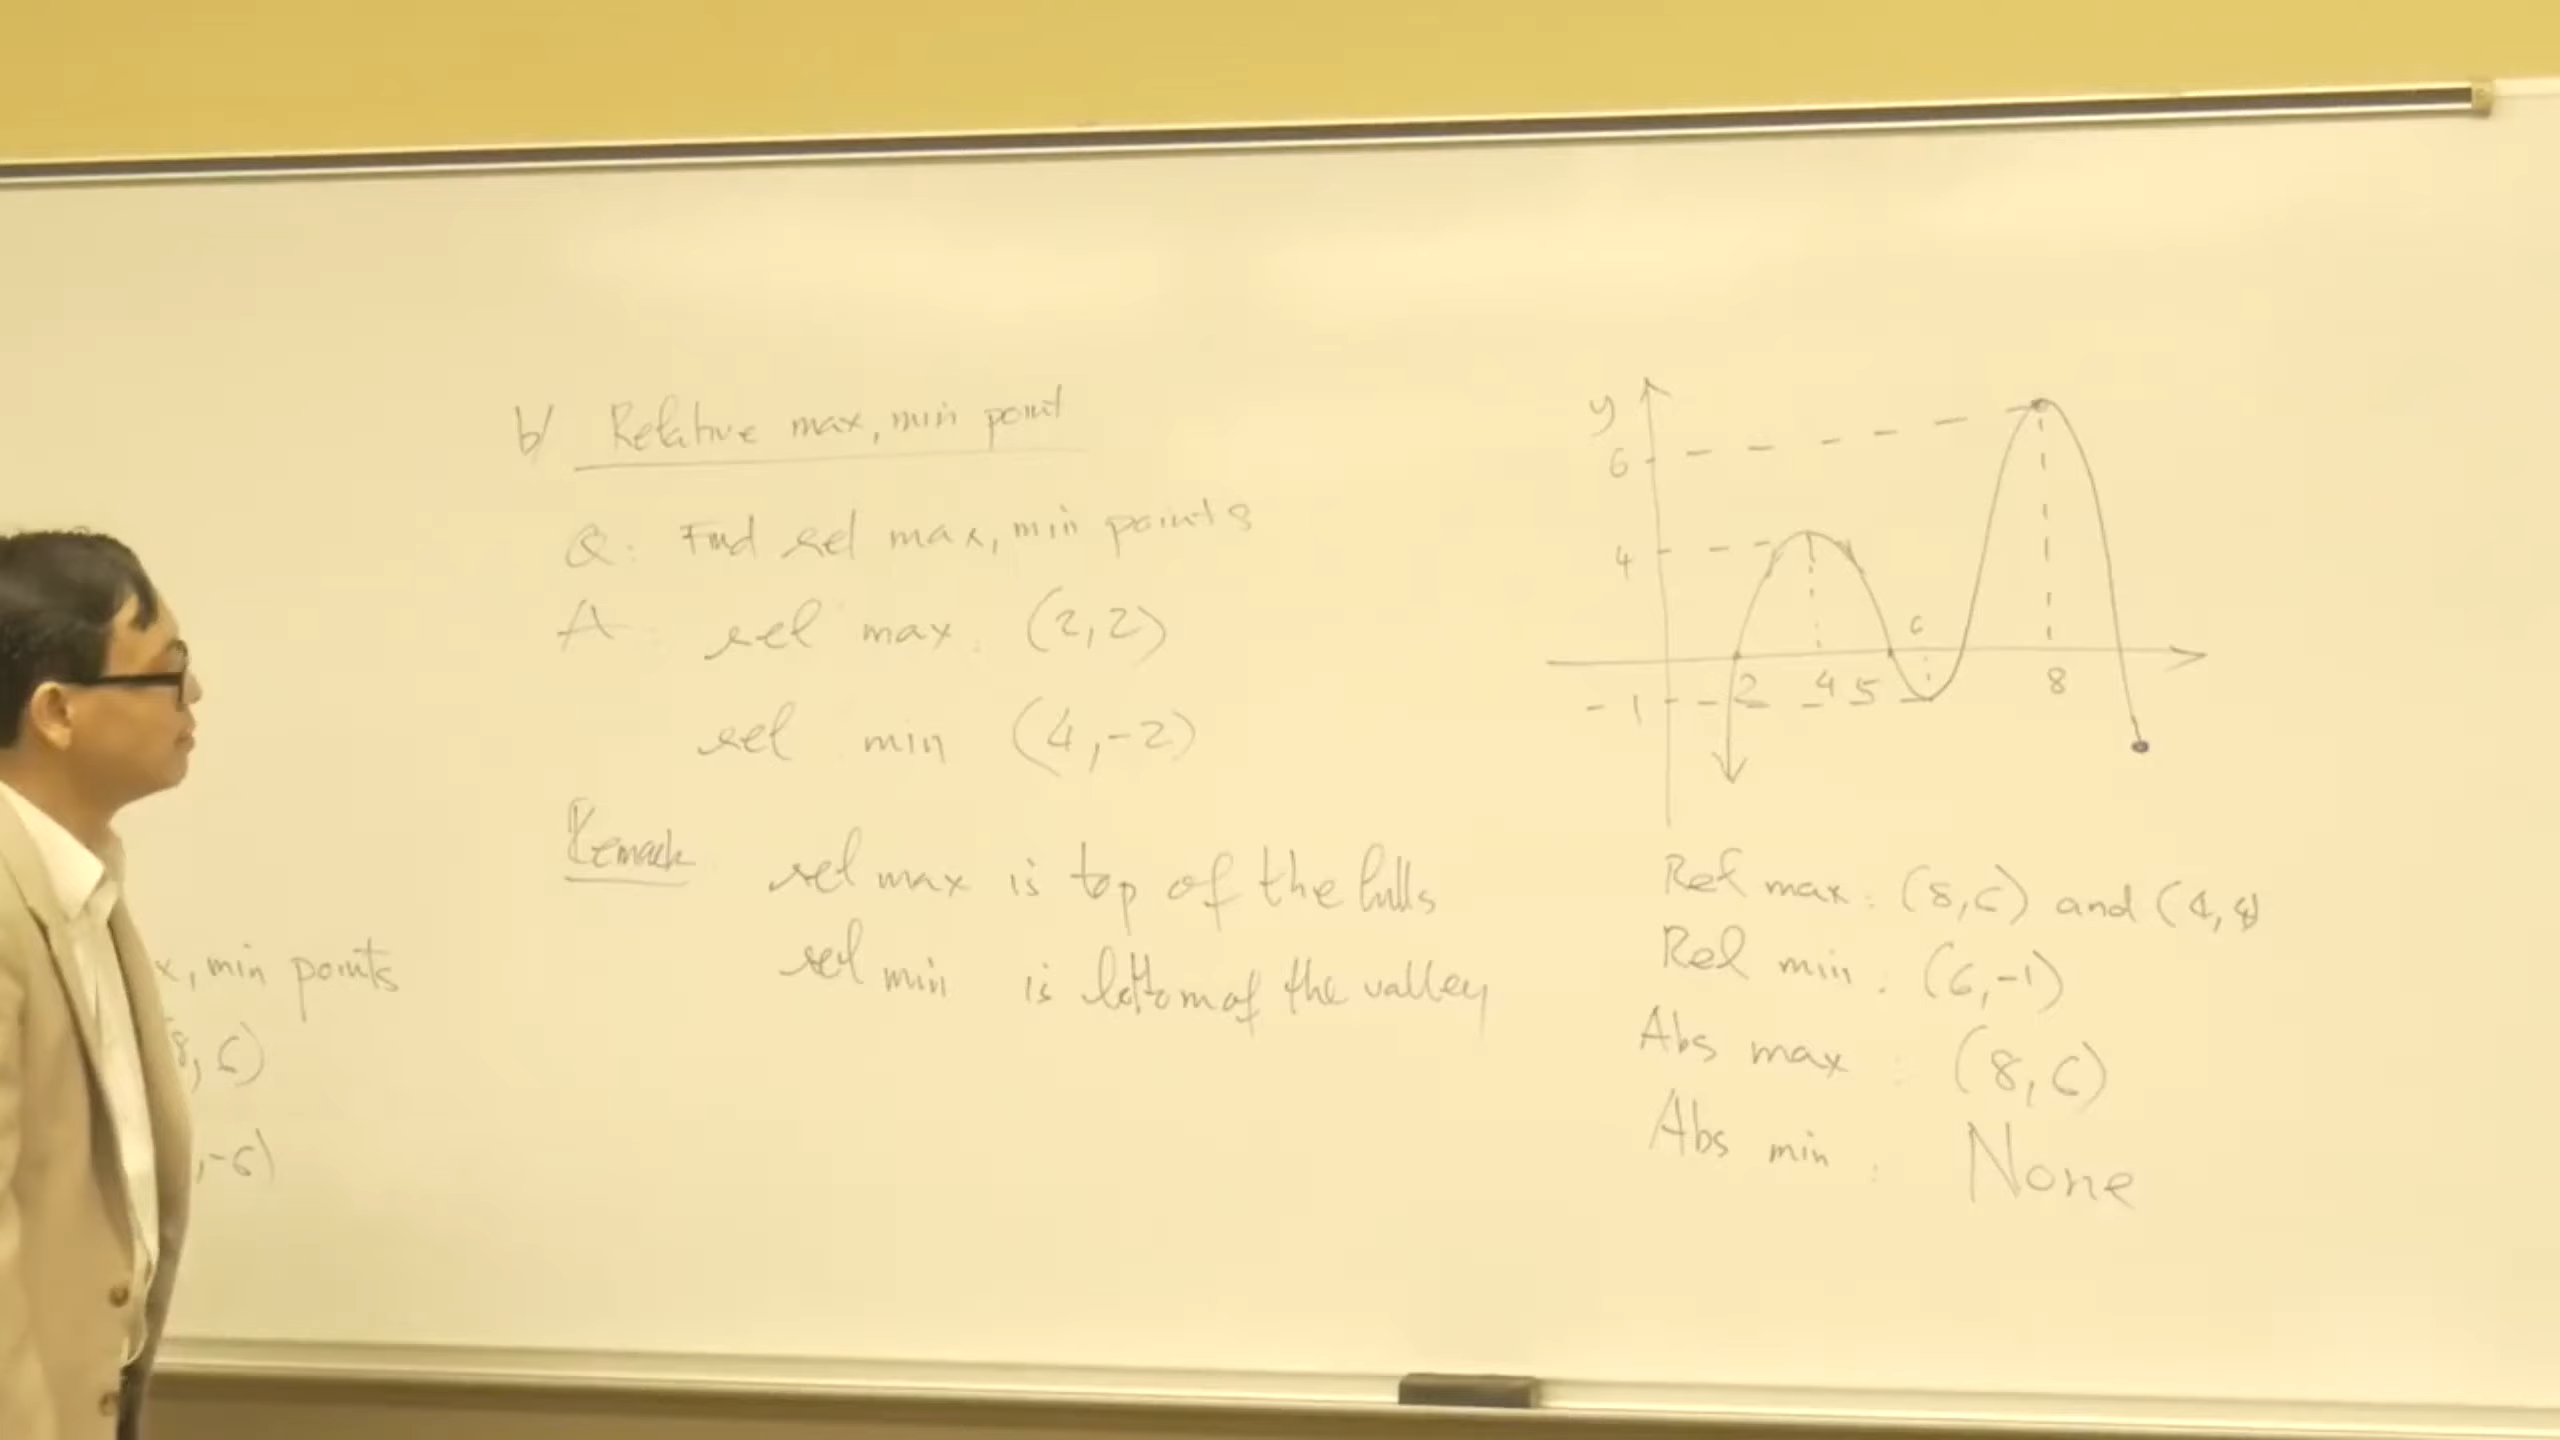 b/ Relative max, min point
Q: Find rel max, min points
A rel max: (2,2)
rel min (4,-2)
Remark: rel max is top of the hills
rel min is bottom of the valley
x, min points
8, 6)
,-6)
y
6
4
6
-1
2 4 5 8
Rel max: (8,6) and (4,4)
Rel min: (6,-1)
Abs max : (8,6)
Abs min : None